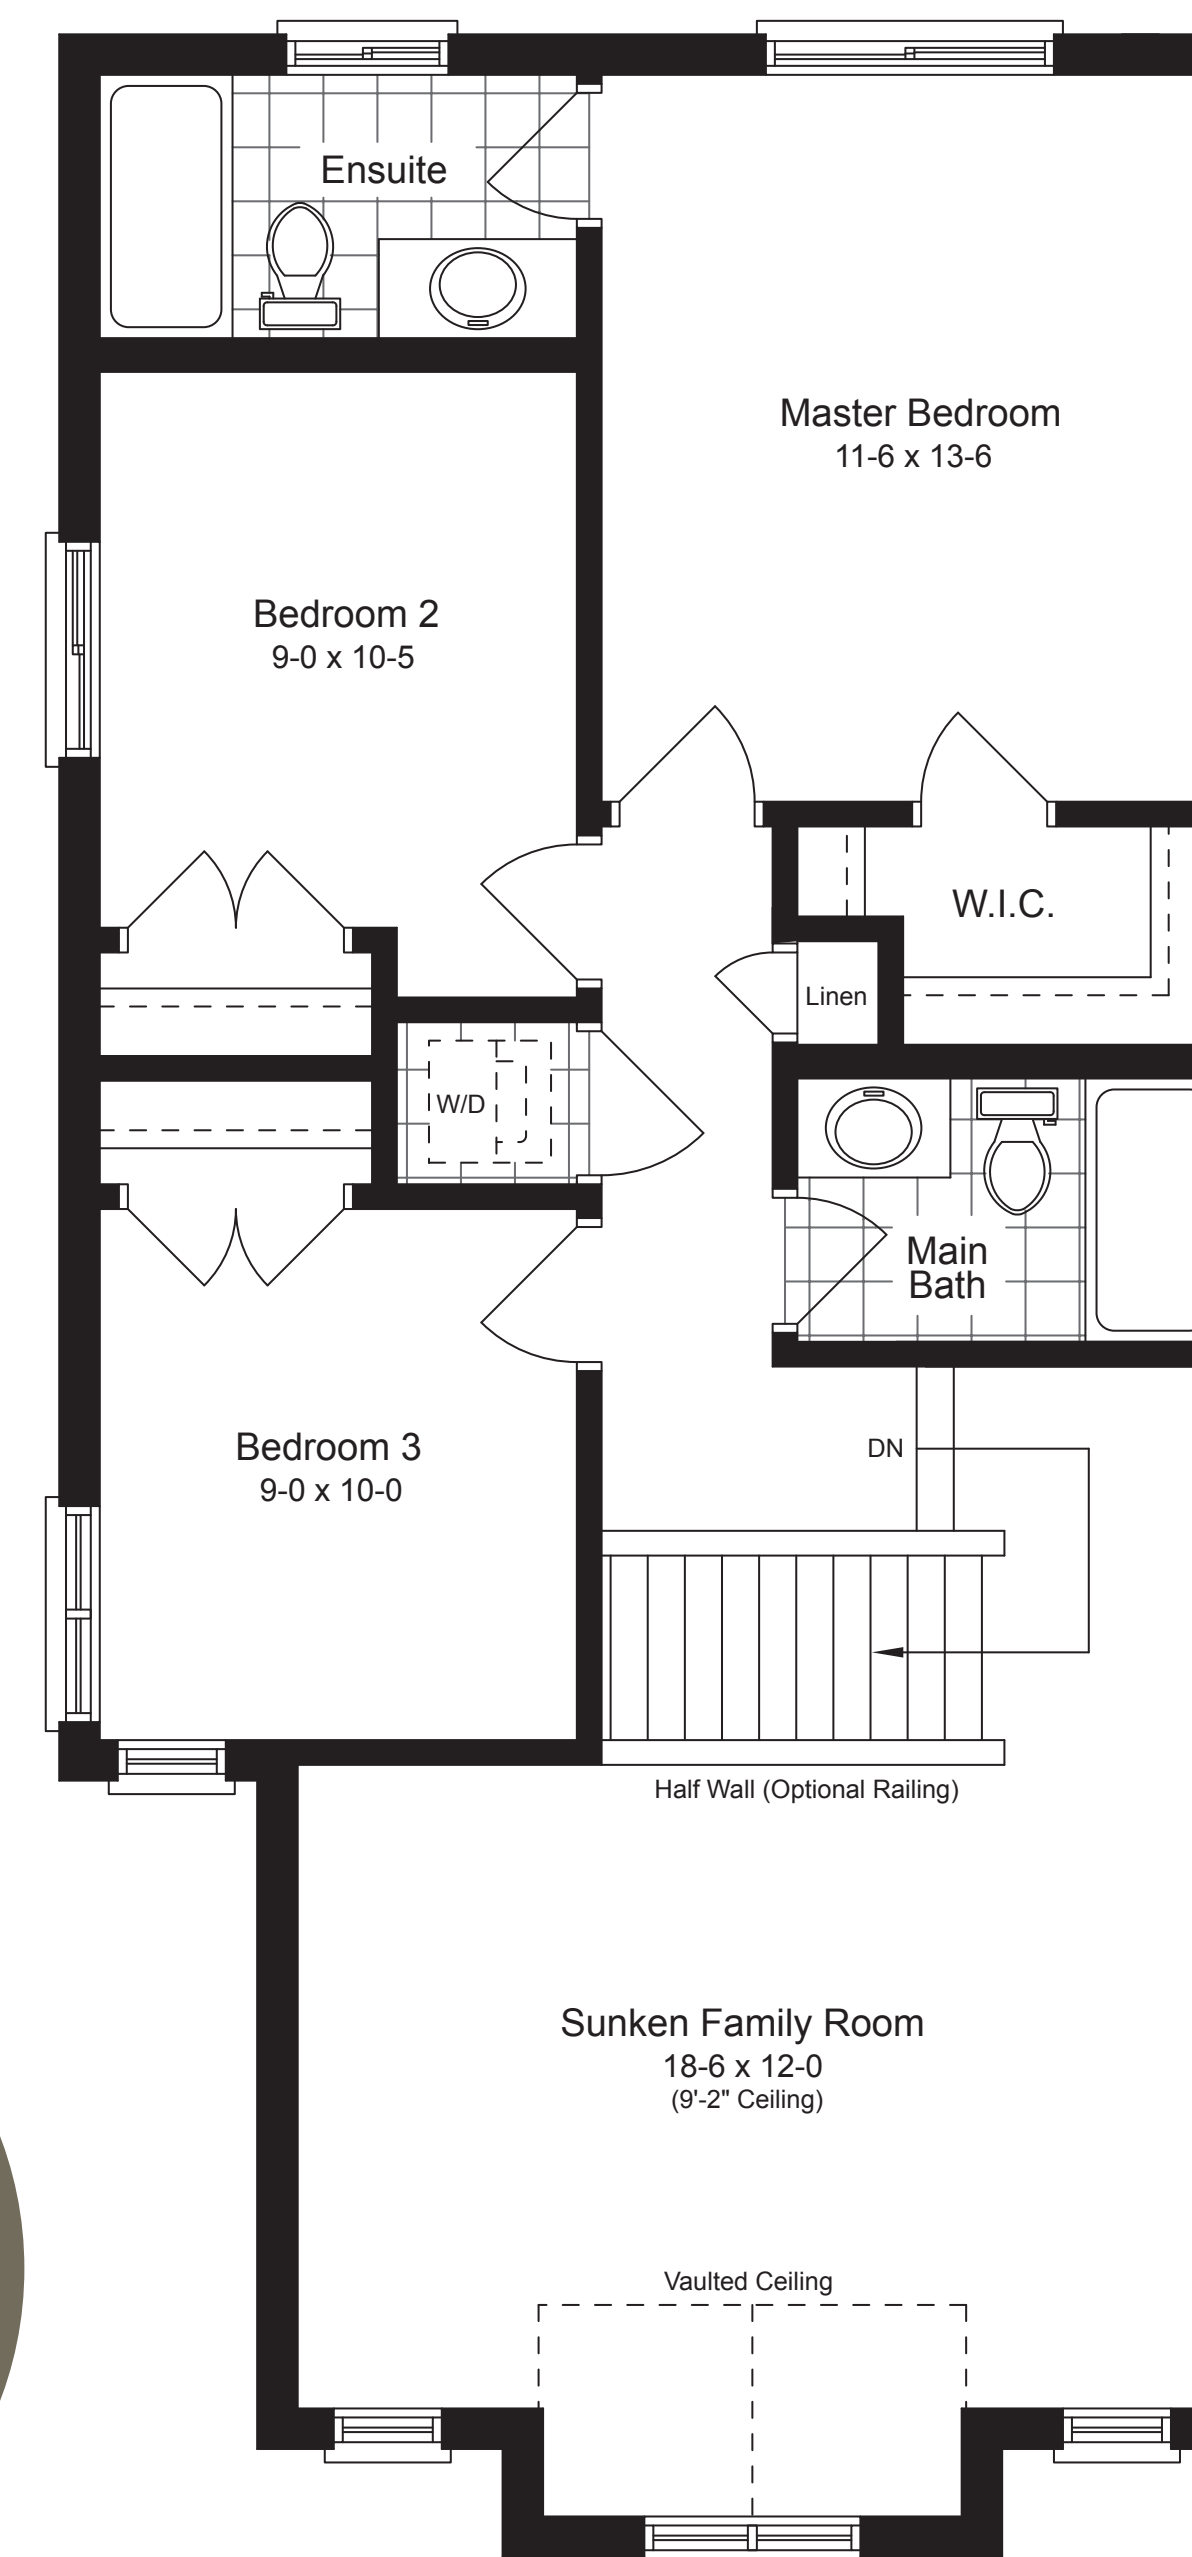 Ensuite
Master Bedroom
11-6 x 13-6
Bedroom 2
9-0 x 10-5
W.I.C.
Linen
W/D
Main
Bath
Bedroom 3
9-0 x 10-0
DN
Half Wall (Optional Railing)
Sunken Family Room
18-6 x 12-0
(9'-2" Ceiling)
Vaulted Ceiling